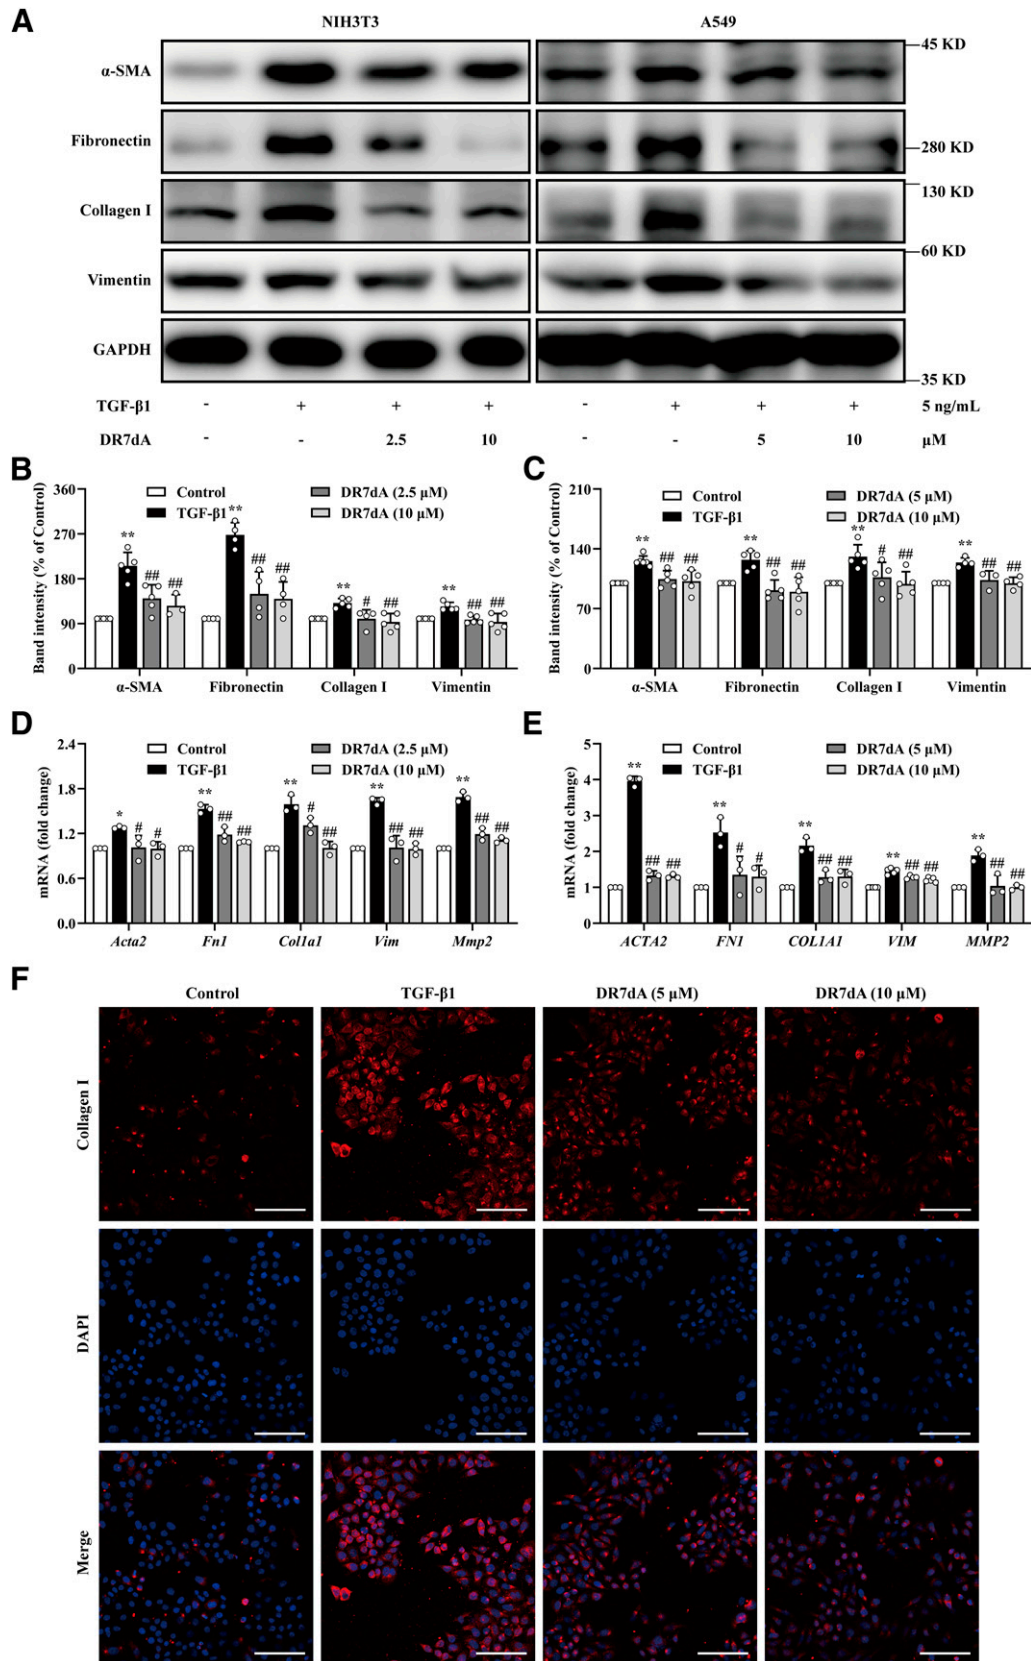 A
NIH3T3 A549
α-SMA 45 KD
Fibronectin 280 KD
Collagen I 130 KD
Vimentin 60 KD
GAPDH 35 KD
TGF-β1 - + + + - + + + 5 ng/mL
DR7dA - - 2.5 10 - - 5 10 μM
B
Band intensity (% of Control)
360
270
180
90
0
Control
TGF-β1
DR7dA (2.5 μM)
DR7dA (10 μM)
** ## ## ** ## ## ** # ## ** ## ##
α-SMA Fibronectin Collagen I Vimentin
C
Band intensity (% of Control)
210
140
70
0
Control
TGF-β1
DR7dA (5 μM)
DR7dA (10 μM)
** ## ## ** ## ## ** # ## ** ## ##
α-SMA Fibronectin Collagen I Vimentin
D
mRNA (fold change)
2.4
1.8
1.2
0.6
0.0
Control
TGF-β1
DR7dA (2.5 μM)
DR7dA (10 μM)
* # # ** ## ## ** # ## ** ## ## ** ## ##
Acta2 Fn1 Col1a1 Vim Mmp2
E
mRNA (fold change)
5
4
3
2
1
0
Control
TGF-β1
DR7dA (5 μM)
DR7dA (10 μM)
** ## ## ** # # ** ## ## ** ## ## ** ## ##
ACTA2 FN1 COL1A1 VIM MMP2
F
Control TGF-β1 DR7dA (5 μM) DR7dA (10 μM)
Collagen I
DAPI
Merge